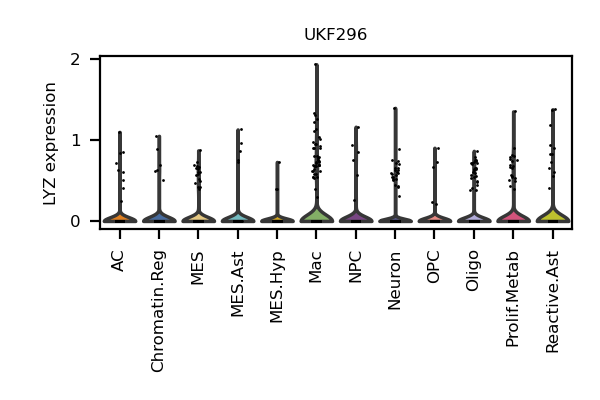 UKF296
LYZ expression
2
1
0
AC
Chromatin.Reg
MES
MES.Ast
MES.Hyp
Mac
NPC
Neuron
OPC
Oligo
Prolif.Metab
Reactive.Ast